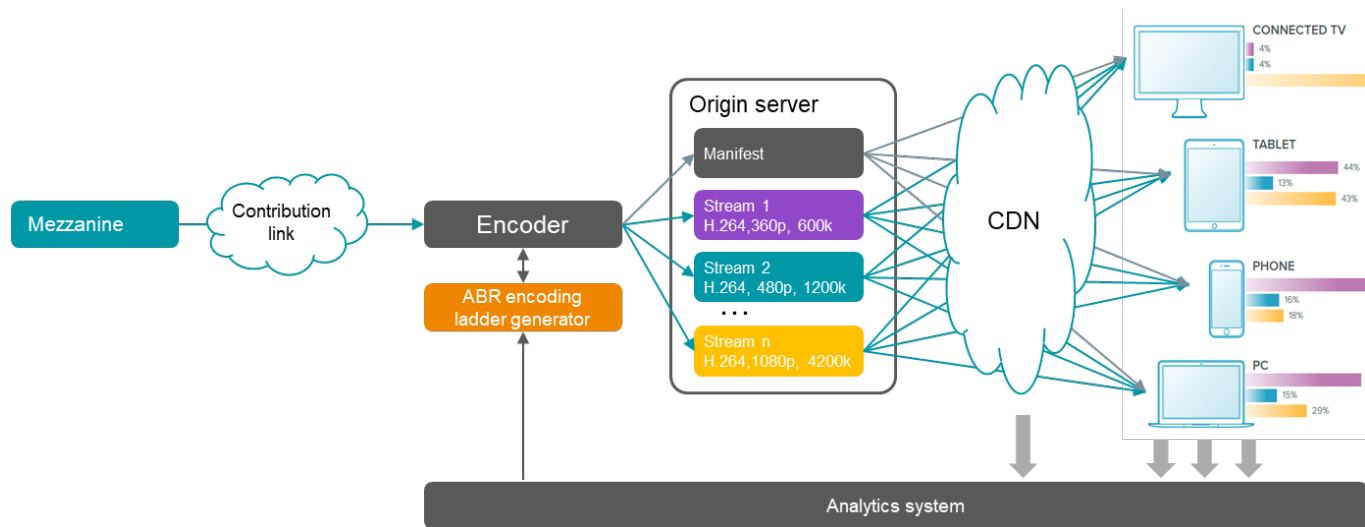 Mezzanine
Contribution
link
Encoder
ABR encoding
ladder generator
Origin server
Manifest
Stream 1
H.264,360p, 600k
Stream 2
H.264, 480p, 1200k
...
Stream n
H.264,1080p, 4200k
CDN
CONNECTED TV
4%
4%
TABLET
44%
13%
43%
PHONE
16%
18%
PC
15%
29%
Analytics system